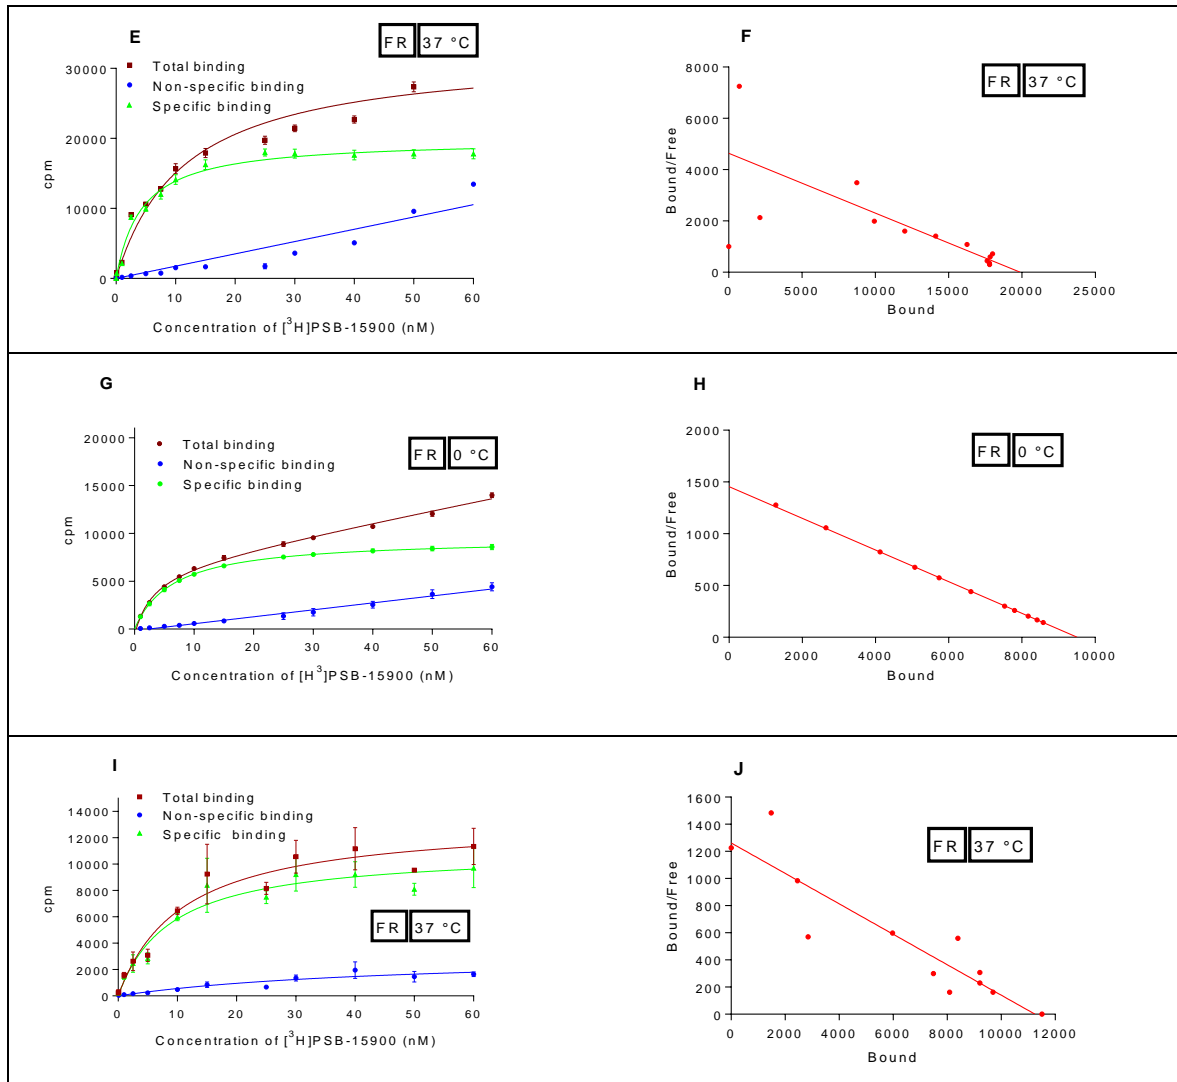 E
FR 37 °C
Total binding
Non-specific binding
Specific binding
30000
20000
10000
0
cpm
0 10 20 30 40 50 60
Concentration of [³H]PSB-15900 (nM)
F
FR 37 °C
8000
6000
4000
2000
0
Bound/Free
0 5000 10000 15000 20000 25000
Bound
G
FR 0 °C
Total binding
Non-specific binding
Specific binding
20000
15000
10000
5000
0
cpm
0 10 20 30 40 50 60
Concentration of [H³]PSB-15900 (nM)
H
FR 0 °C
2000
1500
1000
500
0
Bound/Free
0 2000 4000 6000 8000 10000
Bound
I
Total binding
Non-specific binding
Specific binding
FR 37 °C
14000
12000
10000
8000
6000
4000
2000
0
cpm
0 10 20 30 40 50 60
Concentration of [³H]PSB-15900 (nM)
J
FR 37 °C
1600
1400
1200
1000
800
600
400
200
0
Bound/Free
0 2000 4000 6000 8000 10000 12000
Bound